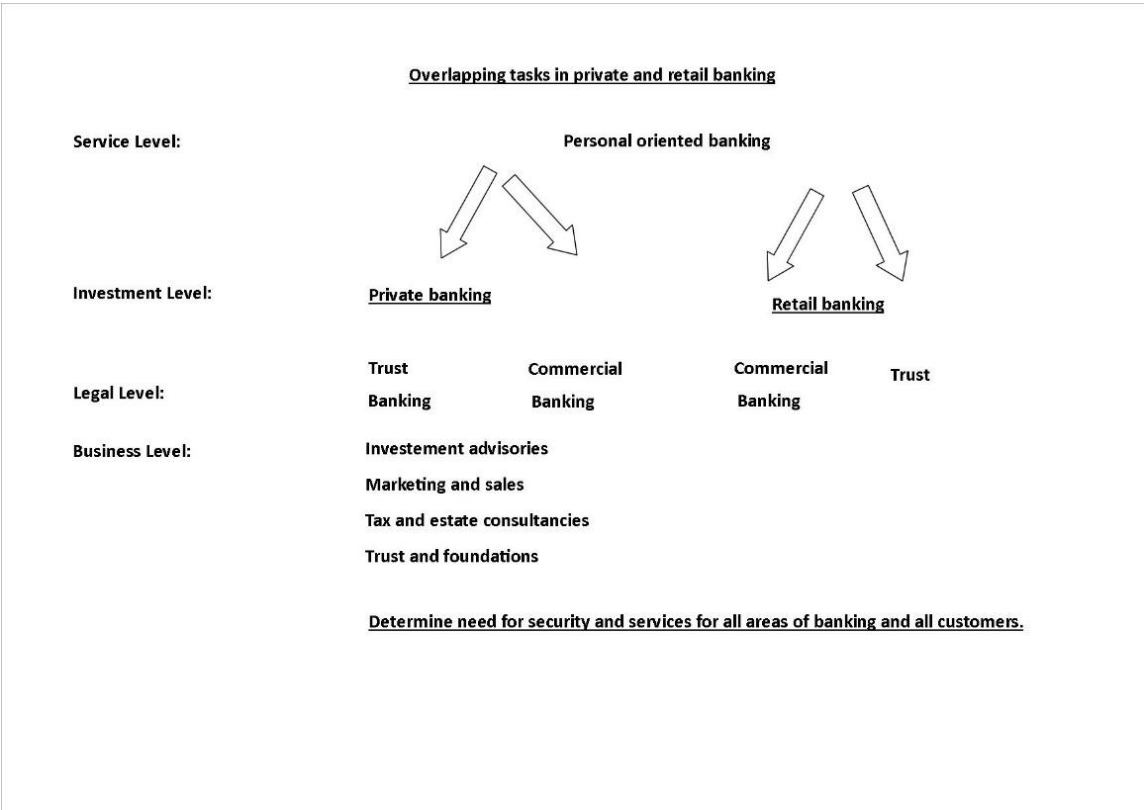 Overlapping tasks in private and retail banking
Service Level: Personal oriented banking
Investment Level: Private banking Retail banking
Trust Commercial Commercial Trust
Legal Level:
Banking Banking Banking
Business Level: Investement advisories
Marketing and sales
Tax and estate consultancies
Trust and foundations
Determine need for security and services for all areas of banking and all customers.